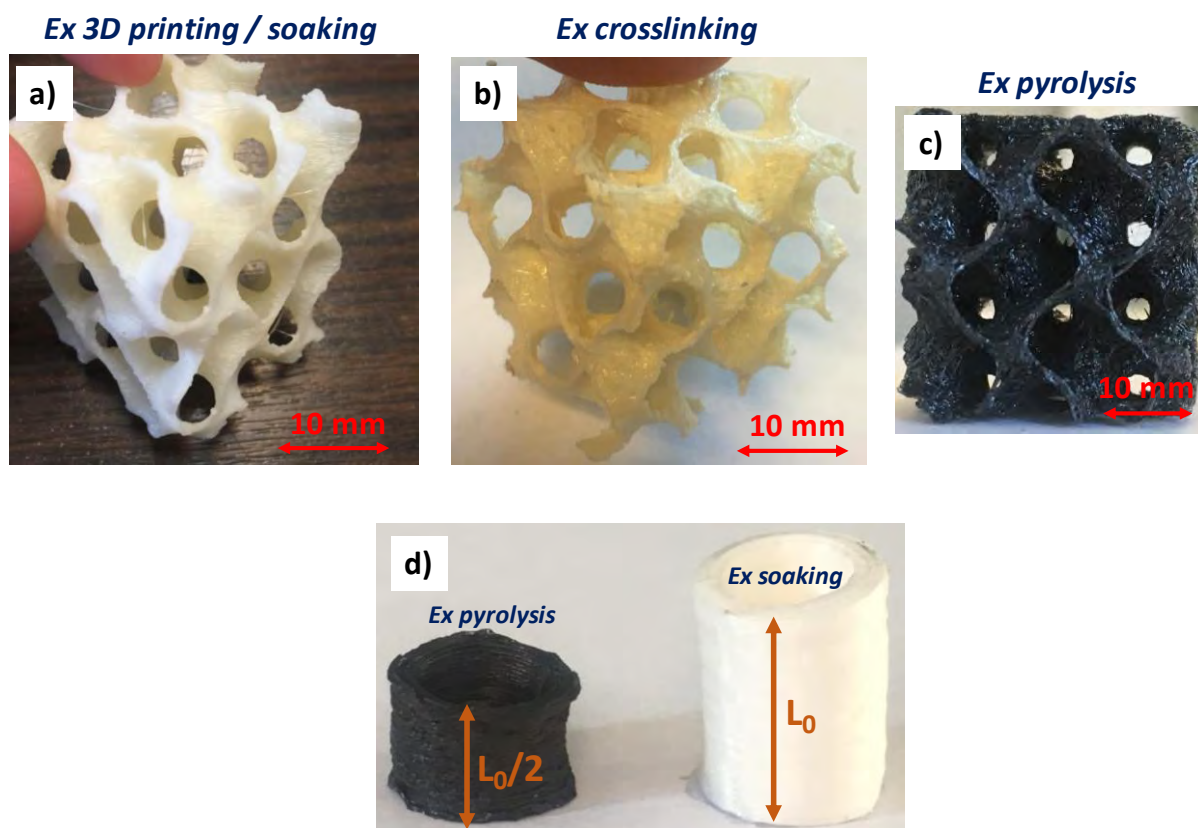 Ex 3D printing / soaking
Ex crosslinking
Ex pyrolysis
a)
b)
c)
10 mm
10 mm
10 mm
d)
Ex pyrolysis
Ex soaking
L₀/2
L₀